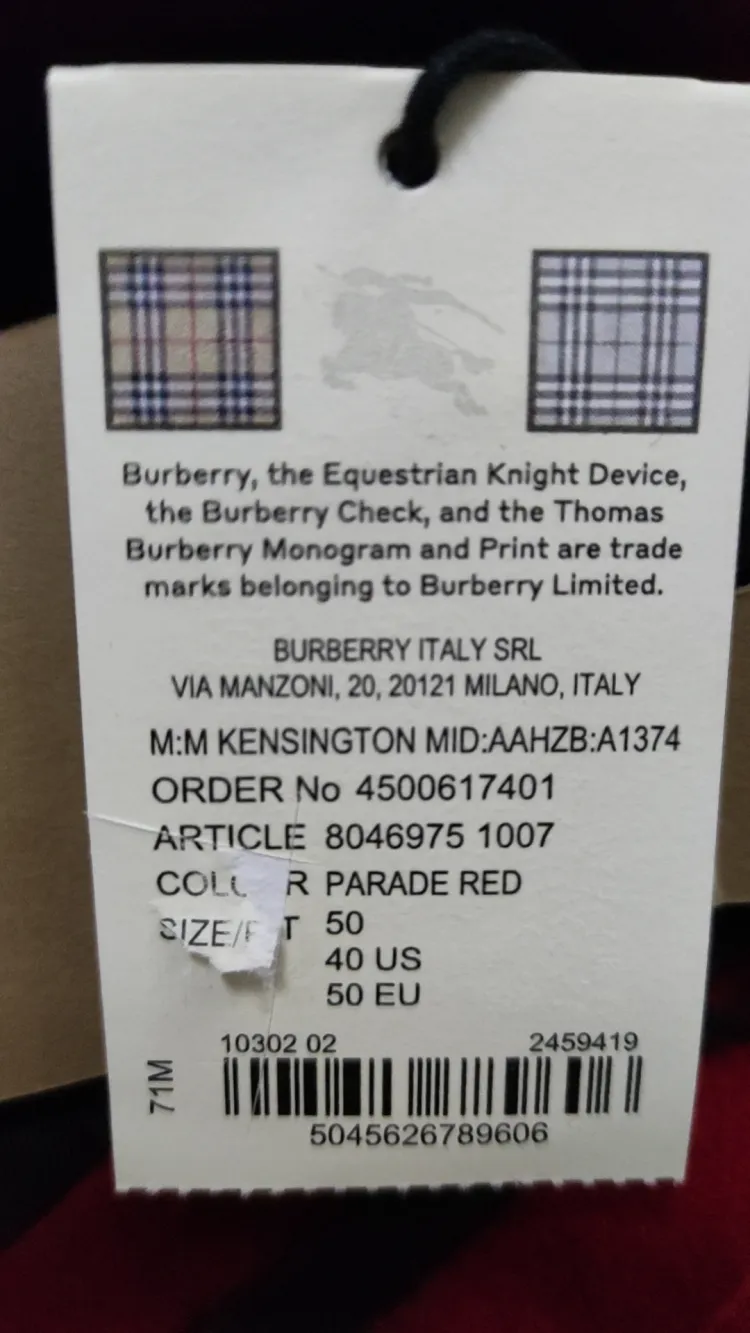 Burberry, the Equestrian Knight Device,
the Burberry Check, and the Thomas
Burberry Monogram and Print are trade
marks belonging to Burberry Limited.
BURBERRY ITALY SRL
VIA MANZONI, 20, 20121 MILANO, ITALY
M:M KENSINGTON MID:AAHZB:A1374
ORDER No 4500617401
ARTICLE 8046975 1007
PARADE RED
50
40 US
50 EU
10302 02 2459419
71M
5045626789606